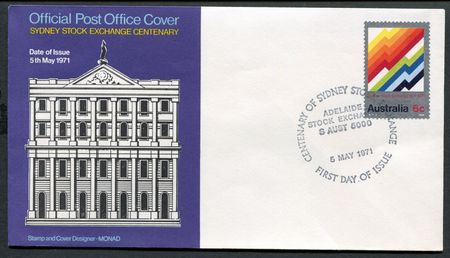 Official Post Office Cover
SYDNEY STOCK EXCHANGE CENTENARY
Date of Issue
5th May 1971
Stamp and Cover Designer - MONAD
Australia 6c
CENTENARY OF SYDNEY STOCK EXCHANGE
ADELAIDE
STOCK EXCHANGE
S AUST 5000
5 MAY 1971
FIRST DAY OF ISSUE